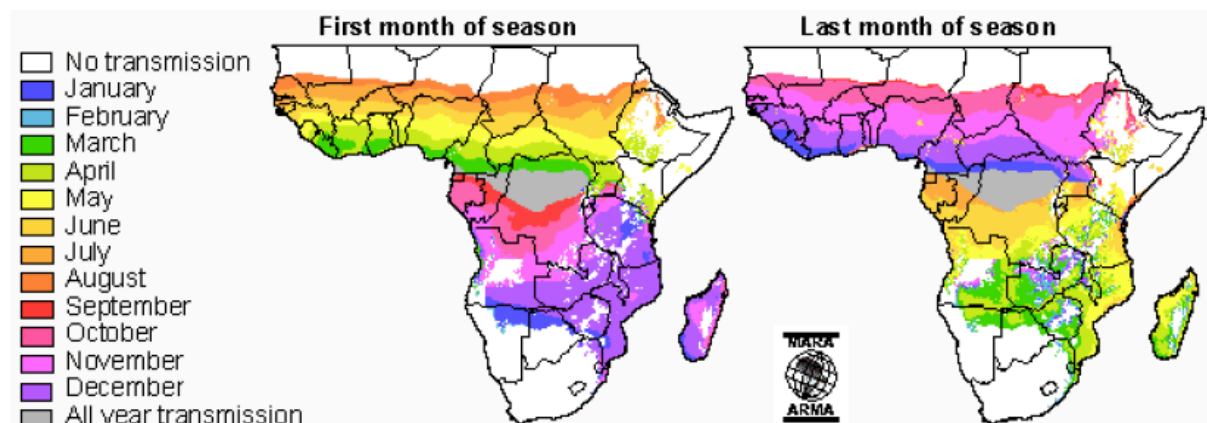 First month of season
Last month of season
No transmission
January
February
March
April
May
June
July
August
September
October
November
December
All year transmission
MARA
ARMA